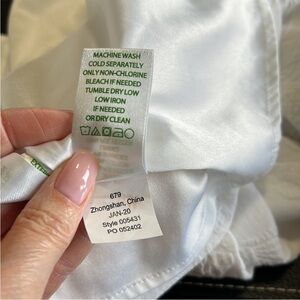 MACHINE WASH
COLD SEPARATELY
ONLY NON-CHLORINE
BLEACH IF NEEDED
TUMBLE DRY LOW
LOW IRON
IF NEEDED
OR DRY CLEAN
679
Zhongshan, China
JAN-20
Style 005431
PO 052402